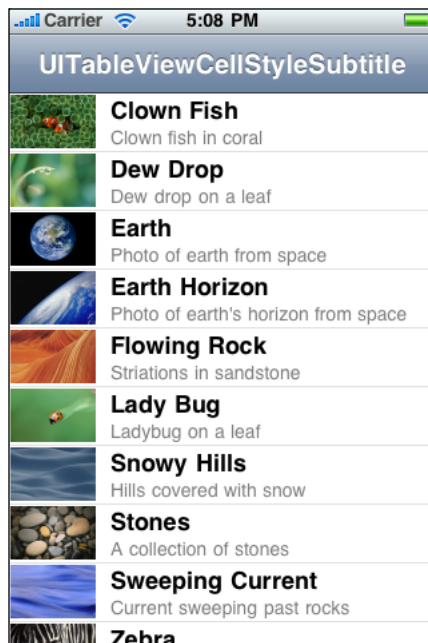 Carrier 5:08 PM
UITableViewCellStyleSubtitle
Clown Fish
Clown fish in coral
Dew Drop
Dew drop on a leaf
Earth
Photo of earth from space
Earth Horizon
Photo of earth's horizon from space
Flowing Rock
Striations in sandstone
Lady Bug
Ladybug on a leaf
Snowy Hills
Hills covered with snow
Stones
A collection of stones
Sweeping Current
Current sweeping past rocks
Zebra